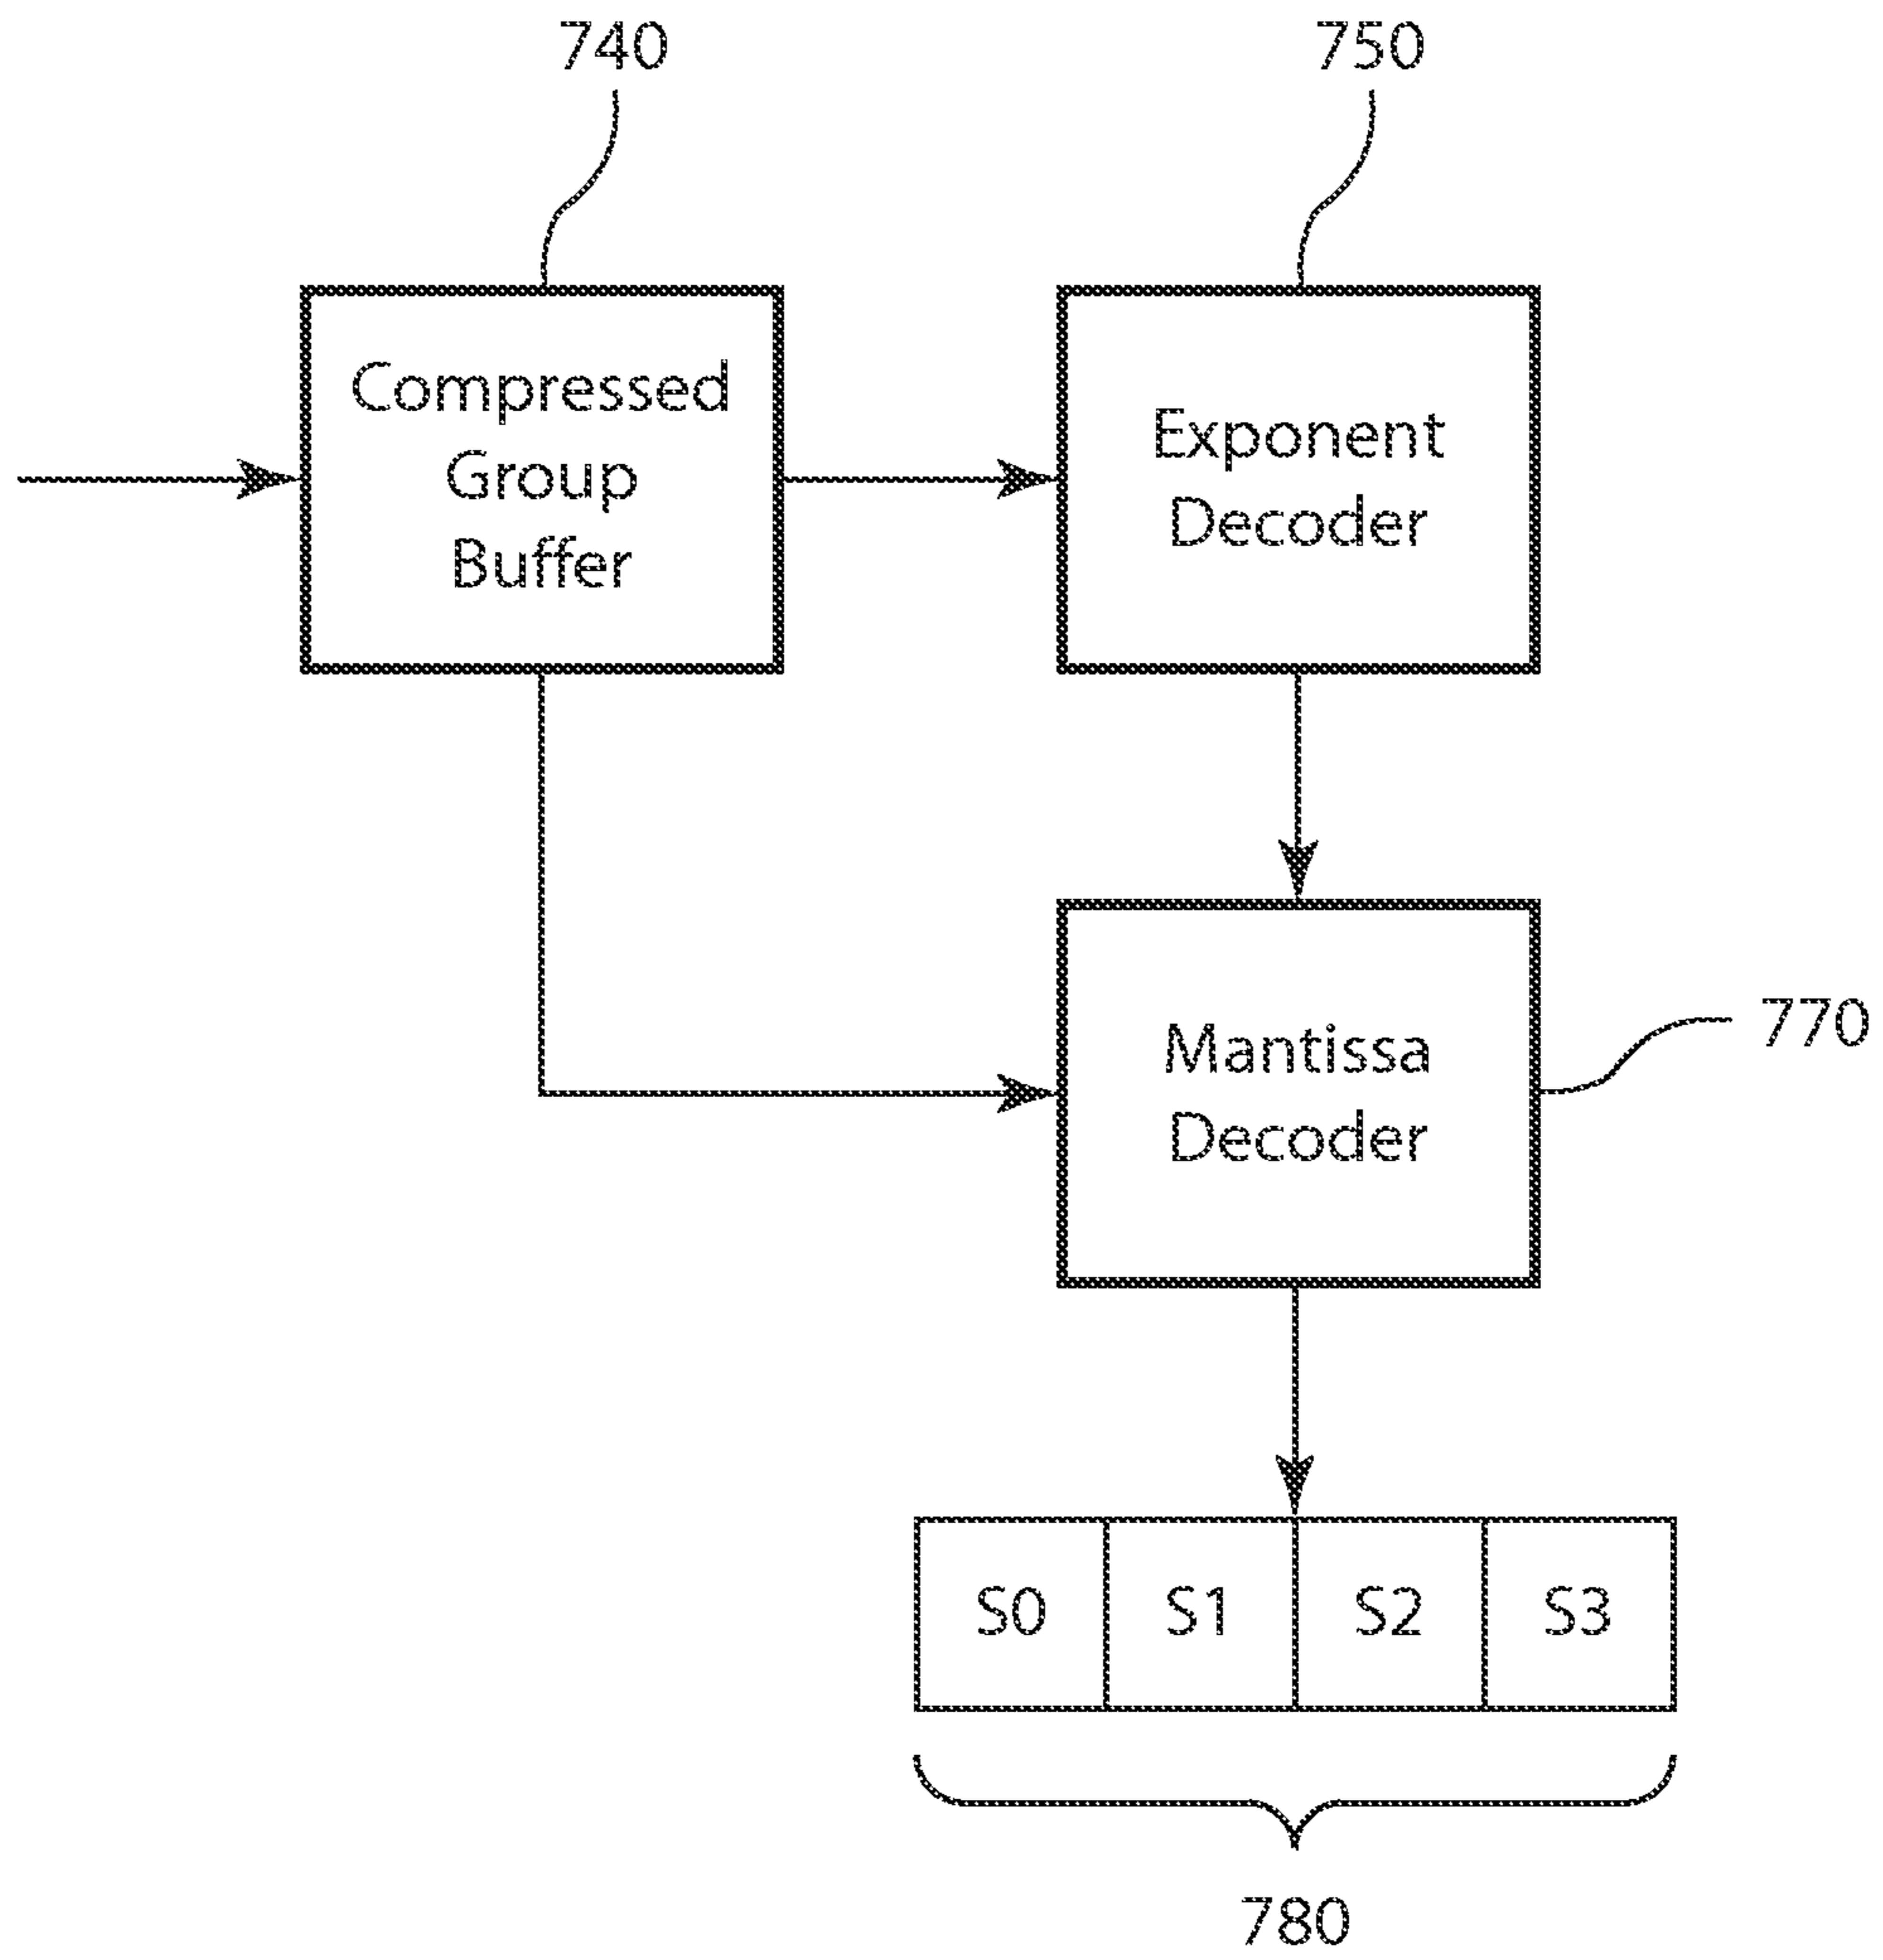 740
750
Compressed
Group
Buffer
Exponent
Decoder
Mantissa
Decoder
770
S0 S1 S2 S3
780